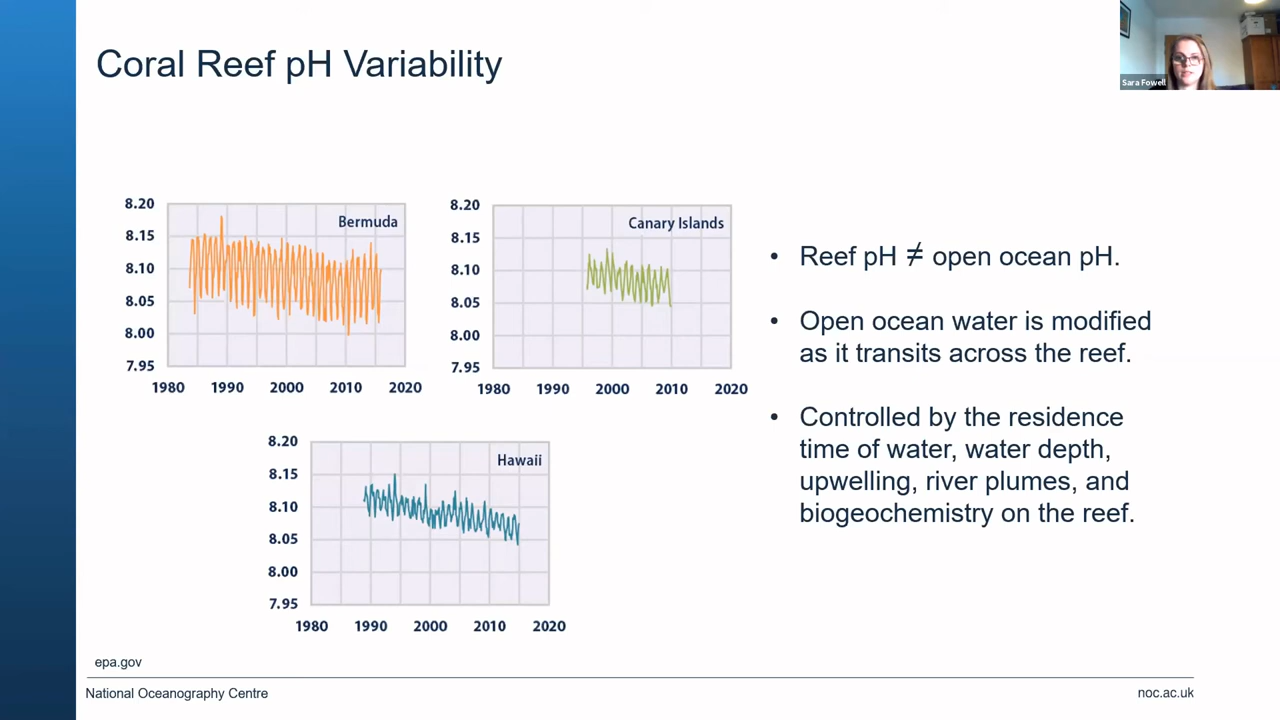 Coral Reef pH Variability
Sara Fowell
8.20
8.15
8.10
8.05
8.00
7.95
1980 1990 2000 2010 2020
Bermuda
8.20
8.15
8.10
8.05
8.00
7.95
1980 1990 2000 2010 2020
Canary Islands
8.20
8.15
8.10
8.05
8.00
7.95
1980 1990 2000 2010 2020
Hawaii
• Reef pH ≠ open ocean pH.
• Open ocean water is modified
as it transits across the reef.
• Controlled by the residence
time of water, water depth,
upwelling, river plumes, and
biogeochemistry on the reef.
epa.gov
National Oceanography Centre
noc.ac.uk